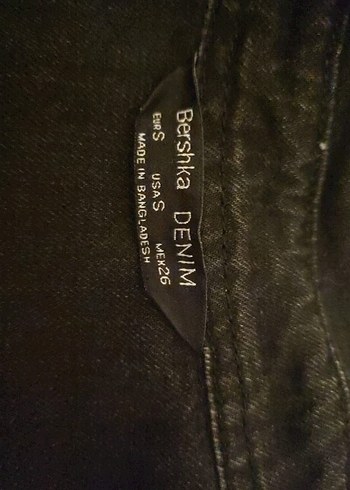 Bershka DENIM
EUR S USA S MEX 26
MADE IN BANGLADESH